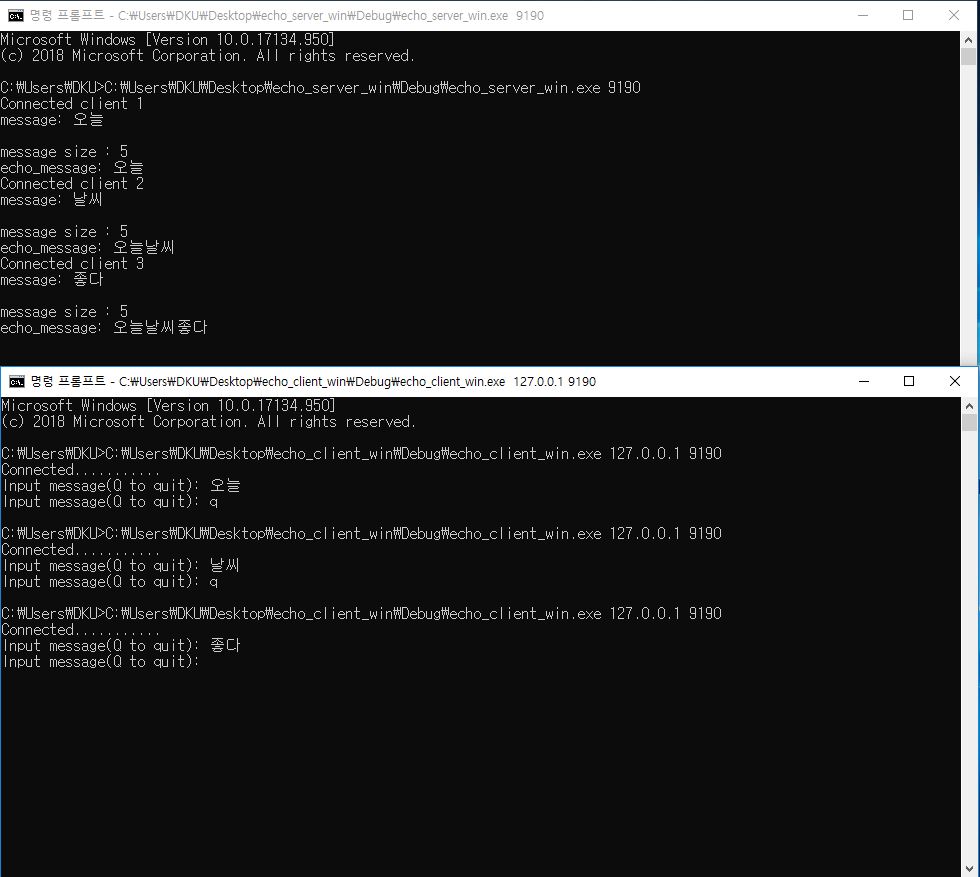 명령 프롬프트 - C:₩Users₩DKU₩Desktop₩echo_server_win₩Debug₩echo_server_win.exe 9190
Microsoft Windows [Version 10.0.17134.950]
(c) 2018 Microsoft Corporation. All rights reserved.
C:₩Users₩DKU>C:₩Users₩DKU₩Desktop₩echo_server_win₩Debug₩echo_server_win.exe 9190
Connected client 1
message: 오늘
message size : 5
echo_message: 오늘
Connected client 2
message: 날씨
message size : 5
echo_message: 오늘날씨
Connected client 3
message: 좋다
message size : 5
echo_message: 오늘날씨좋다
명령 프롬프트 - C:₩Users₩DKU₩Desktop₩echo_client_win₩Debug₩echo_client_win.exe 127.0.0.1 9190
Microsoft Windows [Version 10.0.17134.950]
(c) 2018 Microsoft Corporation. All rights reserved.
C:₩Users₩DKU>C:₩Users₩DKU₩Desktop₩echo_client_win₩Debug₩echo_client_win.exe 127.0.0.1 9190
Connected...........
Input message(Q to quit): 오늘
Input message(Q to quit): q
C:₩Users₩DKU>C:₩Users₩DKU₩Desktop₩echo_client_win₩Debug₩echo_client_win.exe 127.0.0.1 9190
Connected...........
Input message(Q to quit): 날씨
Input message(Q to quit): q
C:₩Users₩DKU>C:₩Users₩DKU₩Desktop₩echo_client_win₩Debug₩echo_client_win.exe 127.0.0.1 9190
Connected...........
Input message(Q to quit): 좋다
Input message(Q to quit):